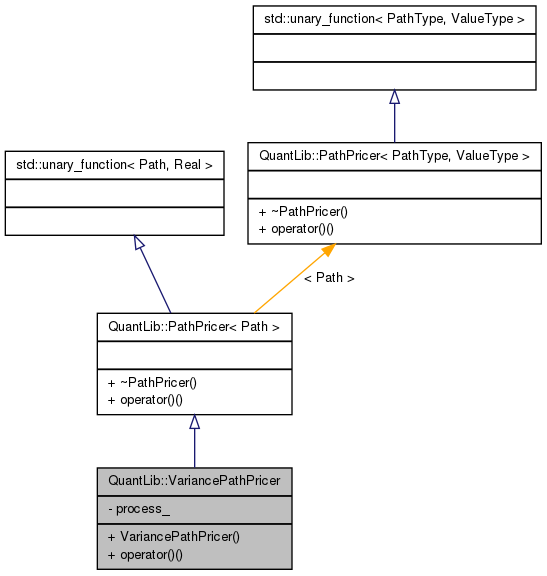 std::unary_function< PathType, ValueType >
QuantLib::PathPricer< PathType, ValueType >
+ ~PathPricer()
+ operator()()
std::unary_function< Path, Real >
< Path >
QuantLib::PathPricer< Path >
+ ~PathPricer()
+ operator()()
QuantLib::VariancePathPricer
- process_
+ VariancePathPricer()
+ operator()()